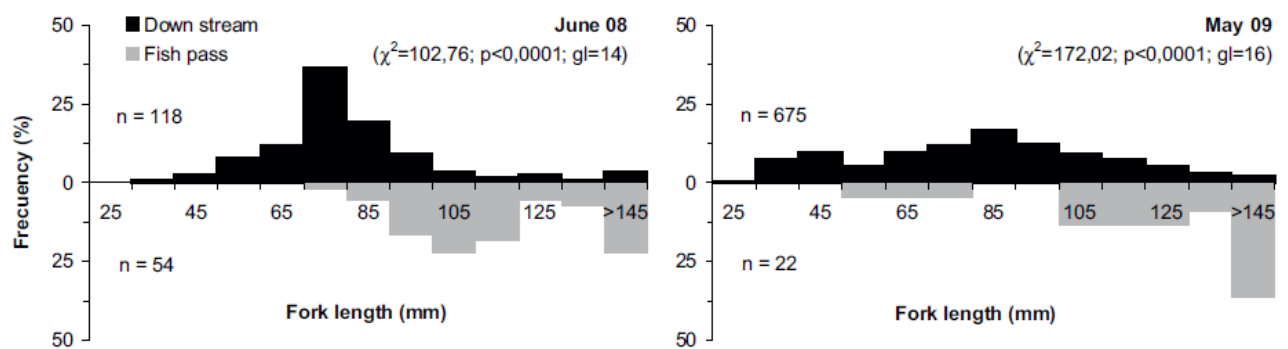 50
Down stream
June 08
Fish pass
(χ²=102,76; p<0,0001; gl=14)
25
n = 118
0
25
45
65
85
105
125
>145
25
n = 54
Fork length (mm)
50
Frecuency (%)
50
May 09
(χ²=172,02; p<0,0001; gl=16)
25
n = 675
0
25
45
65
85
105
125
>145
25
n = 22
Fork length (mm)
50